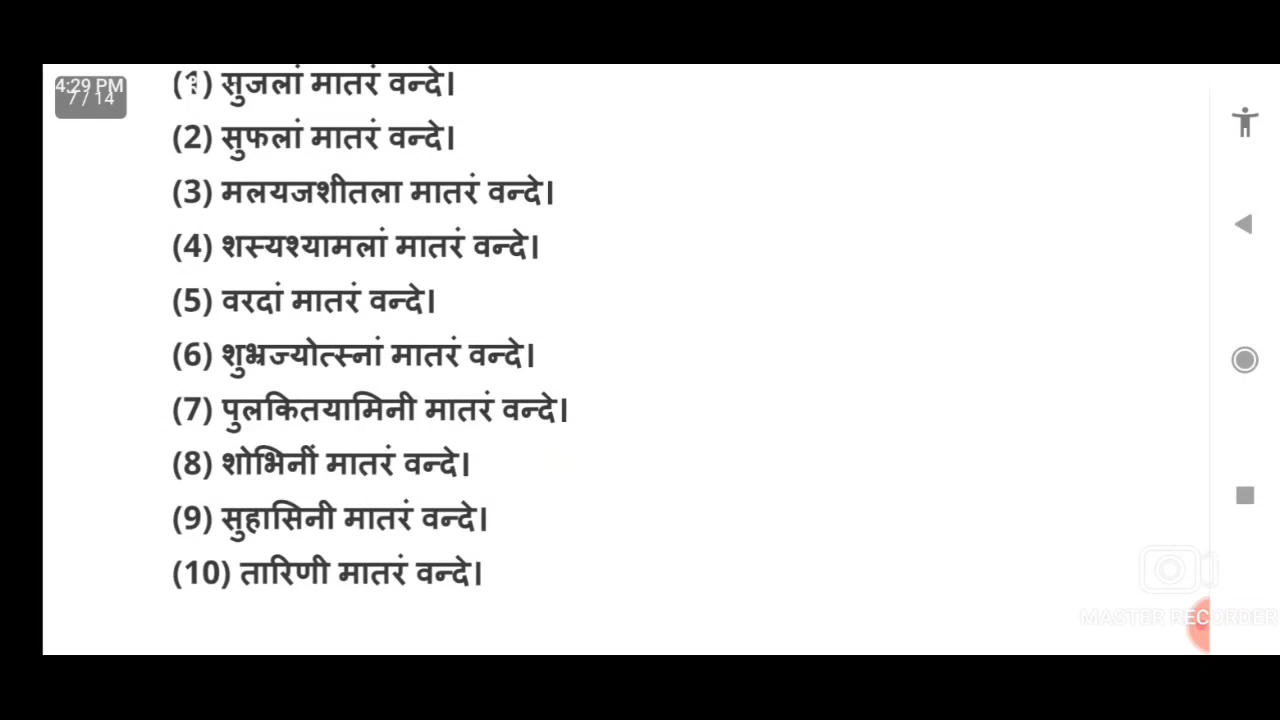 4:29 PM
7 / 14
(1) सुजलां मातरं वन्दे।
(2) सुफलां मातरं वन्दे।
(3) मलयजशीतला मातरं वन्दे।
(4) शस्यश्यामलां मातरं वन्दे।
(5) वरदां मातरं वन्दे।
(6) शुभ्रज्योत्स्नां मातरं वन्दे।
(7) पुलकितयामिनी मातरं वन्दे।
(8) शोभिनीं मातरं वन्दे।
(9) सुहासिनी मातरं वन्दे।
(10) तारिणी मातरं वन्दे।
MASTER RECORDER